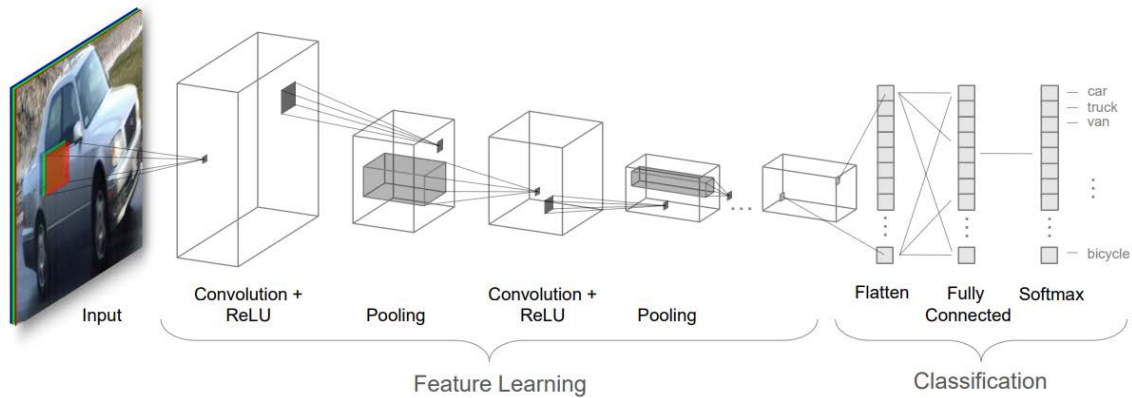 car
truck
van
bicycle
Flatten
Fully
Connected
Softmax
Input
Convolution +
ReLU
Pooling
Convolution +
ReLU
Pooling
Feature Learning
Classification